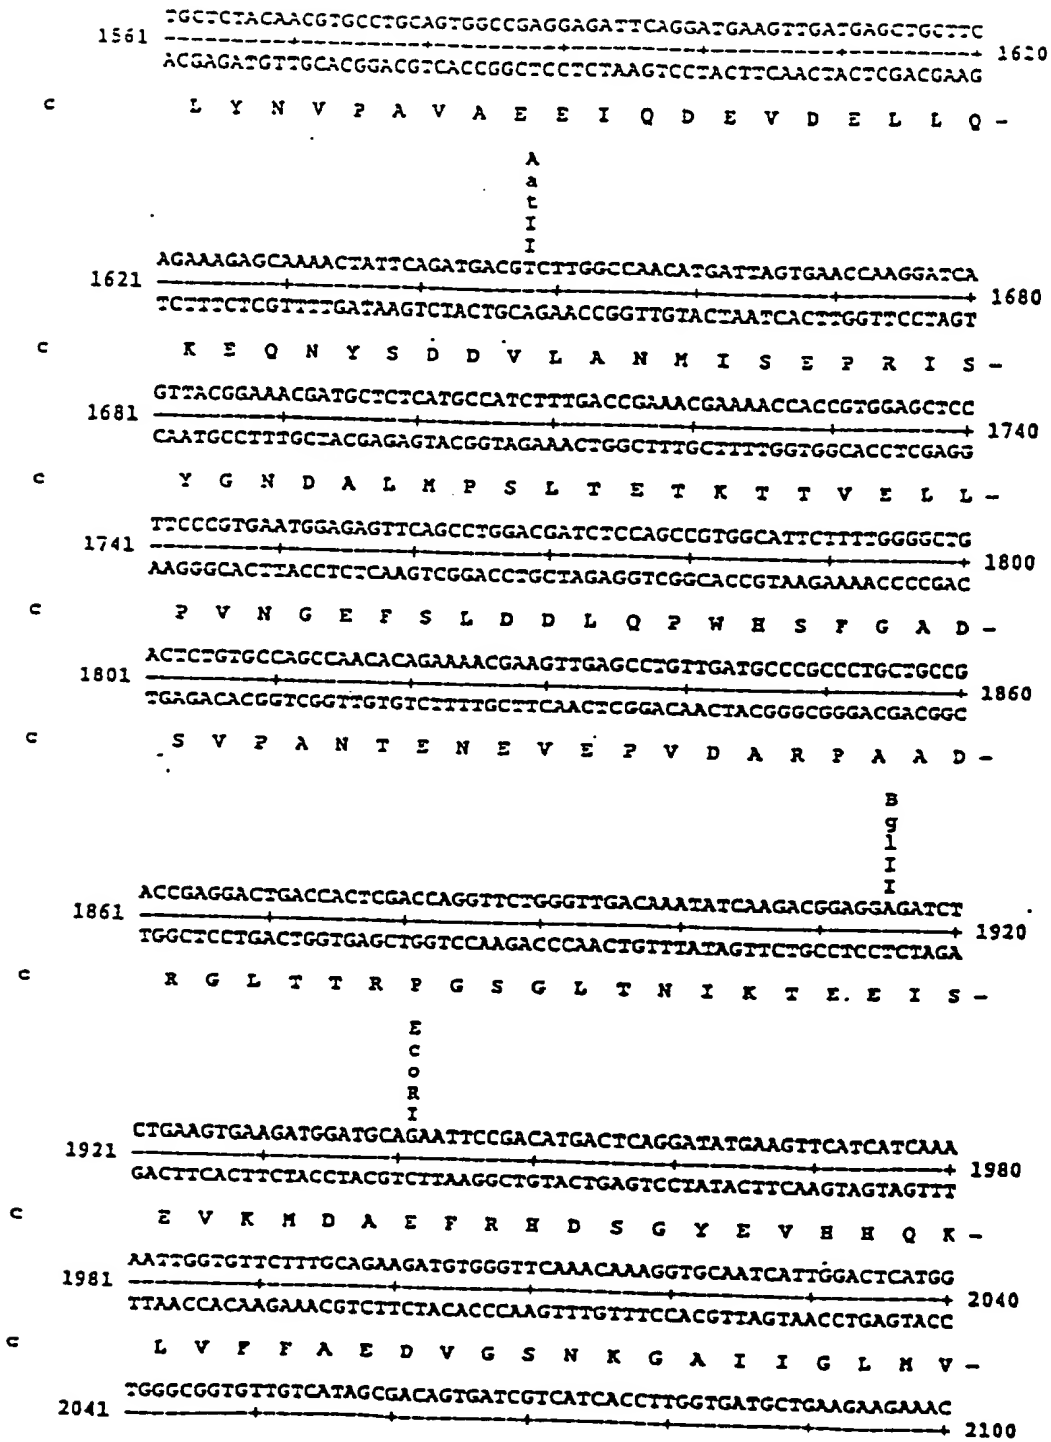 TGCTCTACAACGTGCCTGCAGTGGCCGAGGAGATTCAGGATGAAGTTGATGAGCTGCTTC
1561 ---------+---------+---------+---------+---------+---------+ 1620
ACGAGATGTTGCACGGACGTCACCGGCTCCTCTAAGTCCTACTTCAACTACTCGACGAAG
c L Y N V P A V A E E I Q D E V D E L L Q -
A
a
t
I
I
AGAAAGAGCAAAACTATTCAGATGACGTCTTGGCCAACATGATTAGTGAACCAAGGATCA
1621 ---------+---------+---------+---------+---------+---------+ 1680
TCTTTCTCGTTTTGATAAGTCTACTGCAGAACCGGTTGTACTAATCACTTGGTTCCTAGT
c K E Q N Y S D D V L A N M I S E P R I S -
GTTACGGAAACGATGCTCTCATGCCATCTTTGACCGAAACGAAAACCACCGTGGAGCTCC
1681 ---------+---------+---------+---------+---------+---------+ 1740
CAATGCCTTTGCTACGAGAGTACGGTAGAAACTGGCTTTGCTTTTGGTGGCACCTCGAGG
c Y G N D A L M P S L T E T K T T V E L L -
TTCCCGTGAATGGAGAGTTCAGCCTGGACGATCTCCAGCCGTGGCATTCTTTTGGGGCTG
1741 ---------+---------+---------+---------+---------+---------+ 1800
AAGGGCACTTACCTCTCAAGTCGGACCTGCTAGAGGTCGGCACCGTAAGAAAACCCCGAC
c P V N G E F S L D D L Q P W H S F G A D -
ACTCTGTGCCAGCCAACACAGAAAACGAAGTTGAGCCTGTTGATGCCCGCCCTGCTGCCG
1801 ---------+---------+---------+---------+---------+---------+ 1860
TGAGACACGGTCGGTTGTGTCTTTTGCTTCAACTCGGACAACTACGGGCGGGACGACGGC
c S V P A N T E N E V E P V D A R P A A D -
B
g
l
I
I
ACCGAGGACTGACCACTCGACCAGGTTCTGGGTTGACAAATATCAAGACGGAGGAGATCT
1861 ---------+---------+---------+---------+---------+---------+ 1920
TGGCTCCTGACTGGTGAGCTGGTCCAAGACCCAACTGTTTATAGTTCTGCCTCCTCTAGA
c R G L T T R P G S G L T N I K T E E I S -
E
c
o
R
I
CTGAAGTGAAGATGGATGCAGAATTCCGACATGACTCAGGATATGAAGTTCATCATCAAA
1921 ---------+---------+---------+---------+---------+---------+ 1980
GACTTCACTTCTACCTACGTCTTAAGGCTGTACTGAGTCCTATACTTCAAGTAGTAGTTT
c E V K M D A E F R H D S G Y E V H H Q K -
AATTGGTGTTCTTTGCAGAAGATGTGGGTTCAAACAAAGGTGCAATCATTGGACTCATGG
1981 ---------+---------+---------+---------+---------+---------+ 2040
TTAACCACAAGAAACGTCTTCTACACCCAAGTTTGTTTCCACGTTAGTAACCTGAGTACC
c L V F F A E D V G S N K G A I I G L M V -
TGGGCGGTGTTGTCATAGCGACAGTGATCGTCATCACCTTGGTGATGCTGAAGAAGAAAC
2041 ---------+---------+---------+---------+---------+---------+ 2100